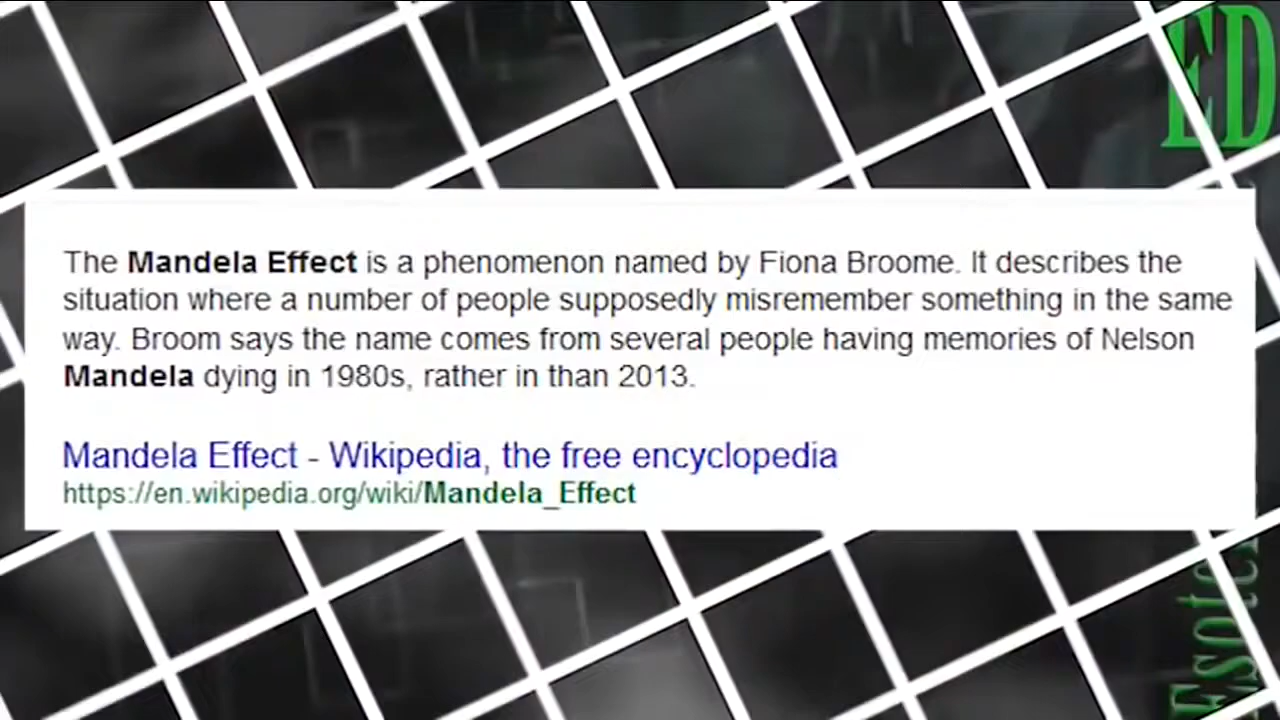 ED
The Mandela Effect is a phenomenon named by Fiona Broome. It describes the
situation where a number of people supposedly misremember something in the same
way. Broom says the name comes from several people having memories of Nelson
Mandela dying in 1980s, rather in than 2013.
Mandela Effect - Wikipedia, the free encyclopedia
https://en.wikipedia.org/wiki/Mandela_Effect